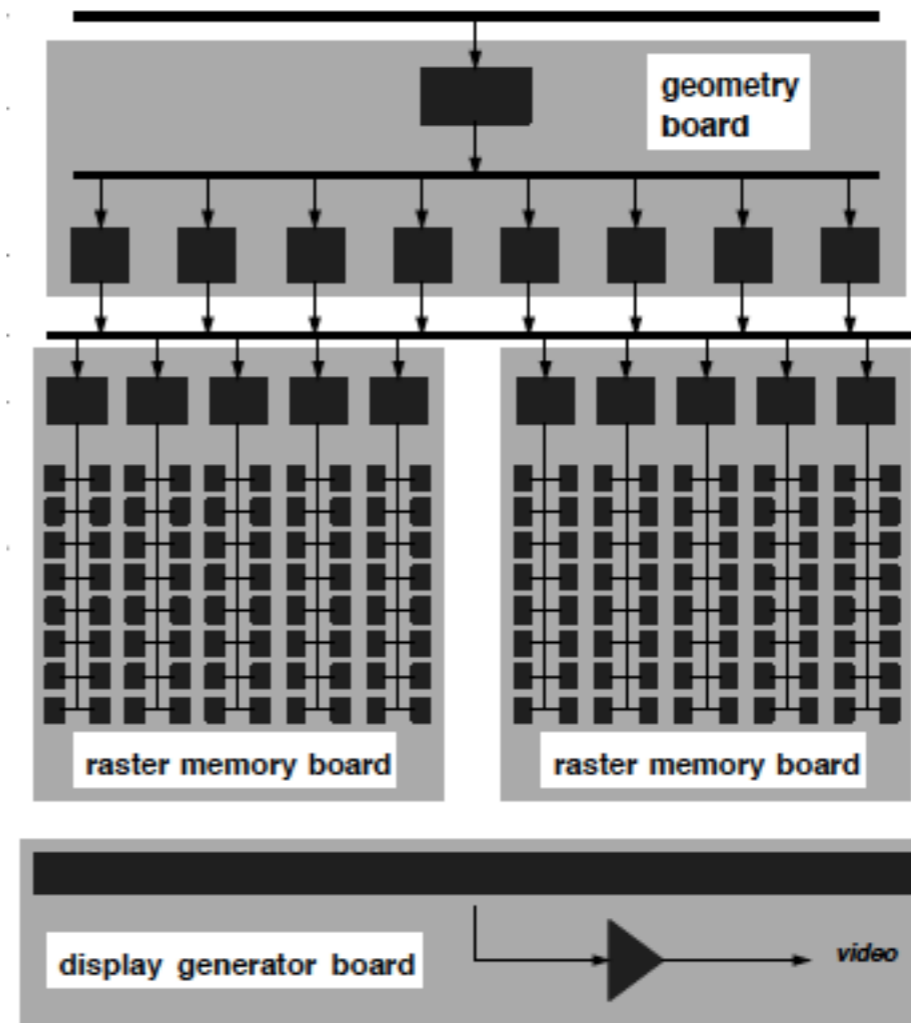 geometry
board
raster memory board
raster memory board
display generator board
video